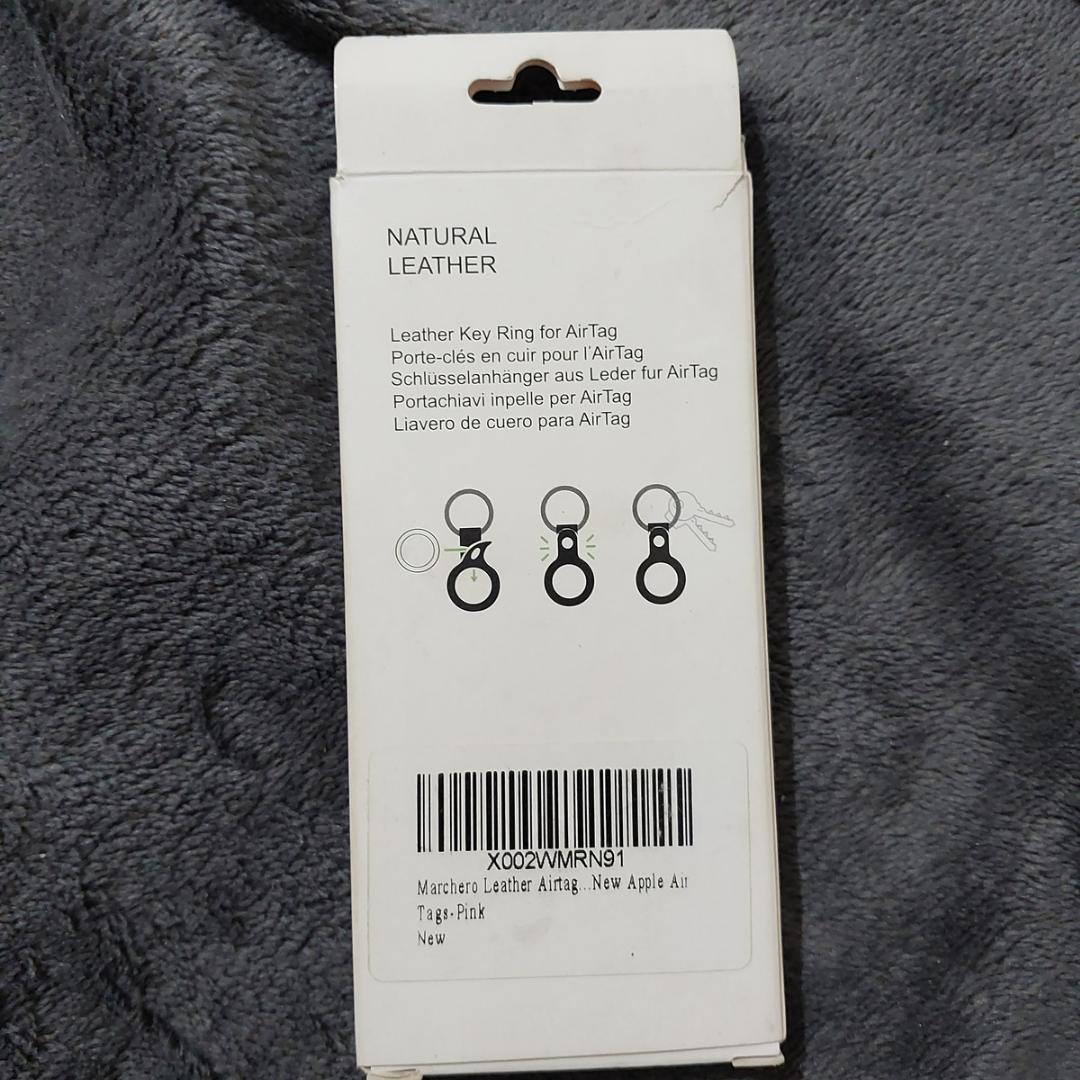 NATURAL
LEATHER
Leather Key Ring for AirTag
Porte-clés en cuir pour l'AirTag
Schlüsselanhänger aus Leder fur AirTag
Portachiavi inpelle per AirTag
Liavero de cuero para AirTag
X002WMRN91
Marchero Leather Airtag...New Apple Air
Tags-Pink
New